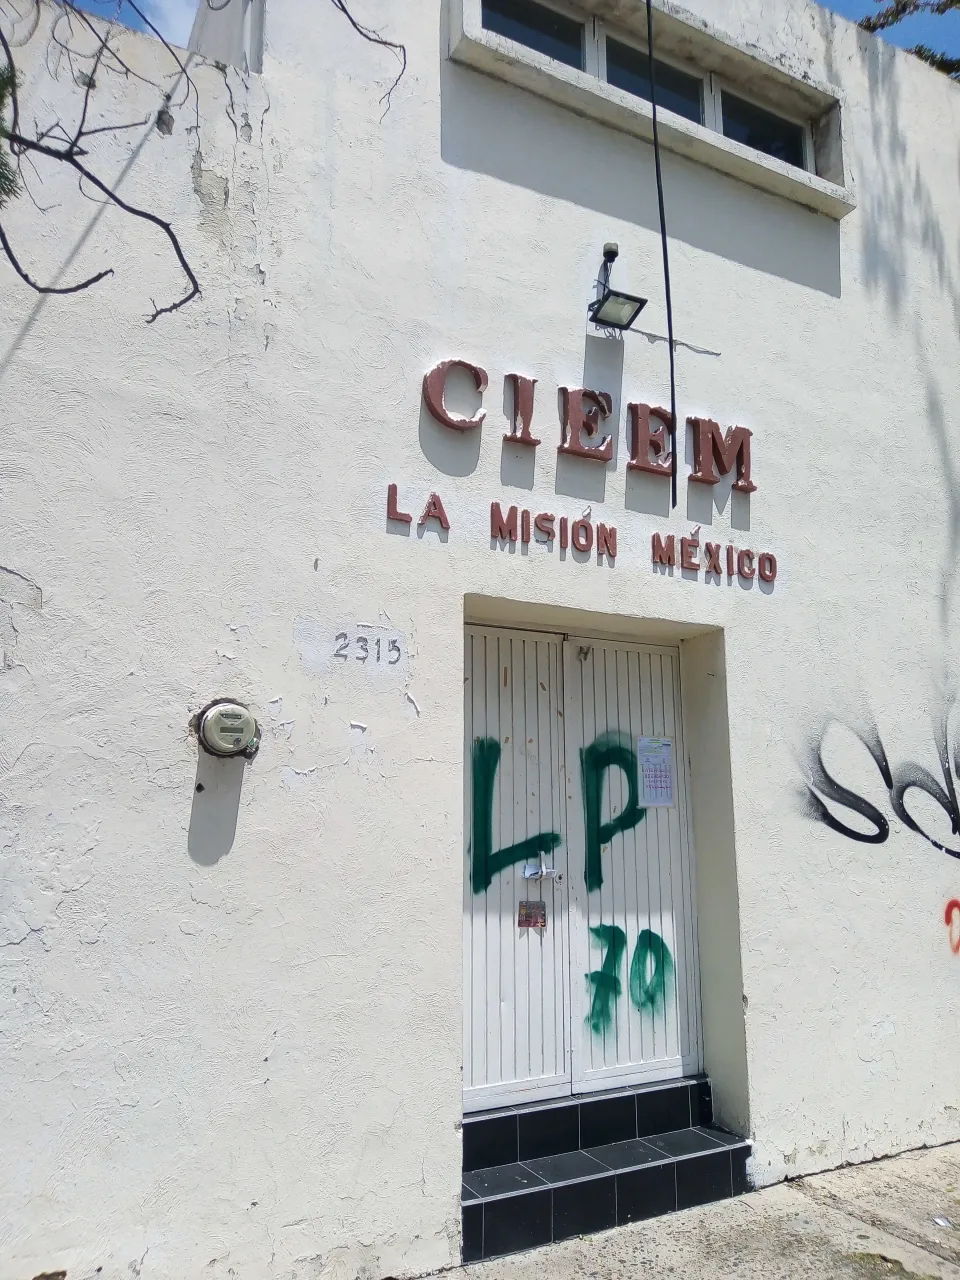 CIEEM
LA MISIÓN MÉXICO
2315
LP
70